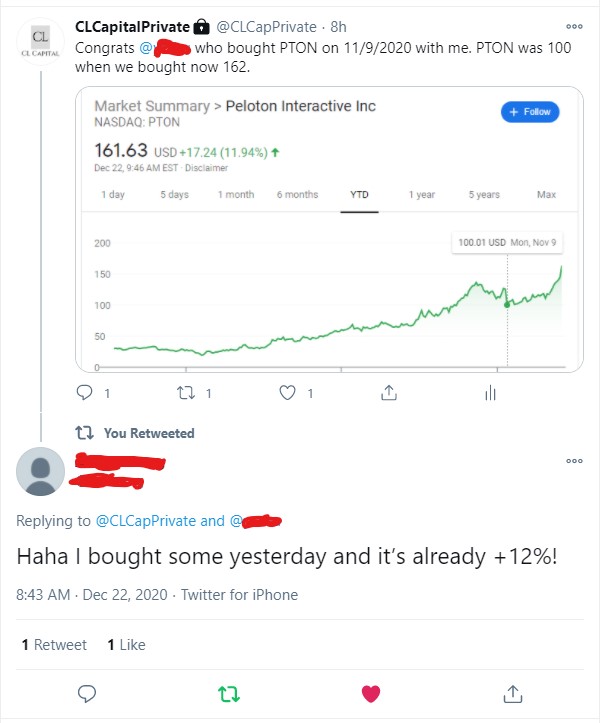 CL
CL CAPITAL
CLCapitalPrivate @CLCapPrivate · 8h
Congrats @ who bought PTON on 11/9/2020 with me. PTON was 100
when we bought now 162.
Market Summary > Peloton Interactive Inc
NASDAQ: PTON
+ Follow
161.63 USD +17.24 (11.94%) ↑
Dec 22, 9:46 AM EST · Disclaimer
1 day 5 days 1 month 6 months YTD 1 year 5 years Max
100.01 USD Mon, Nov 9
200
150
100
50
0
1 1 1
You Retweeted
Replying to @CLCapPrivate and @
Haha I bought some yesterday and it’s already +12%!
8:43 AM · Dec 22, 2020 · Twitter for iPhone
1 Retweet 1 Like